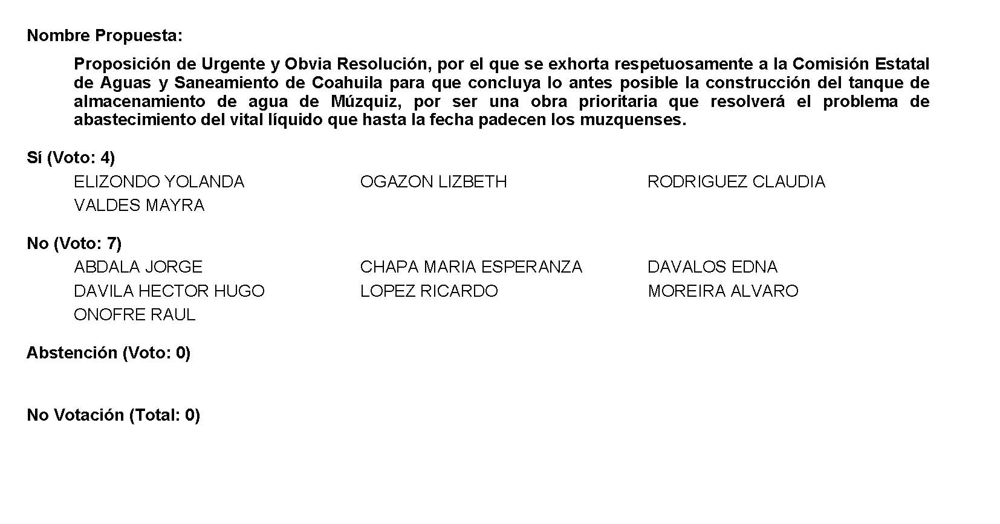 Nombre Propuesta:
Proposición de Urgente y Obvia Resolución, por el que se exhorta respetuosamente a la Comisión Estatal
de Aguas y Saneamiento de Coahuila para que concluya lo antes posible la construcción del tanque de
almacenamiento de agua de Múzquiz, por ser una obra prioritaria que resolverá el problema de
abastecimiento del vital líquido que hasta la fecha padecen los muzquenses.
Sí (Voto: 4)
ELIZONDO YOLANDA OGAZON LIZBETH RODRIGUEZ CLAUDIA
VALDES MAYRA
No (Voto: 7)
ABDALA JORGE CHAPA MARIA ESPERANZA DAVALOS EDNA
DAVILA HECTOR HUGO LOPEZ RICARDO MOREIRA ALVARO
ONOFRE RAUL
Abstención (Voto: 0)
No Votación (Total: 0)